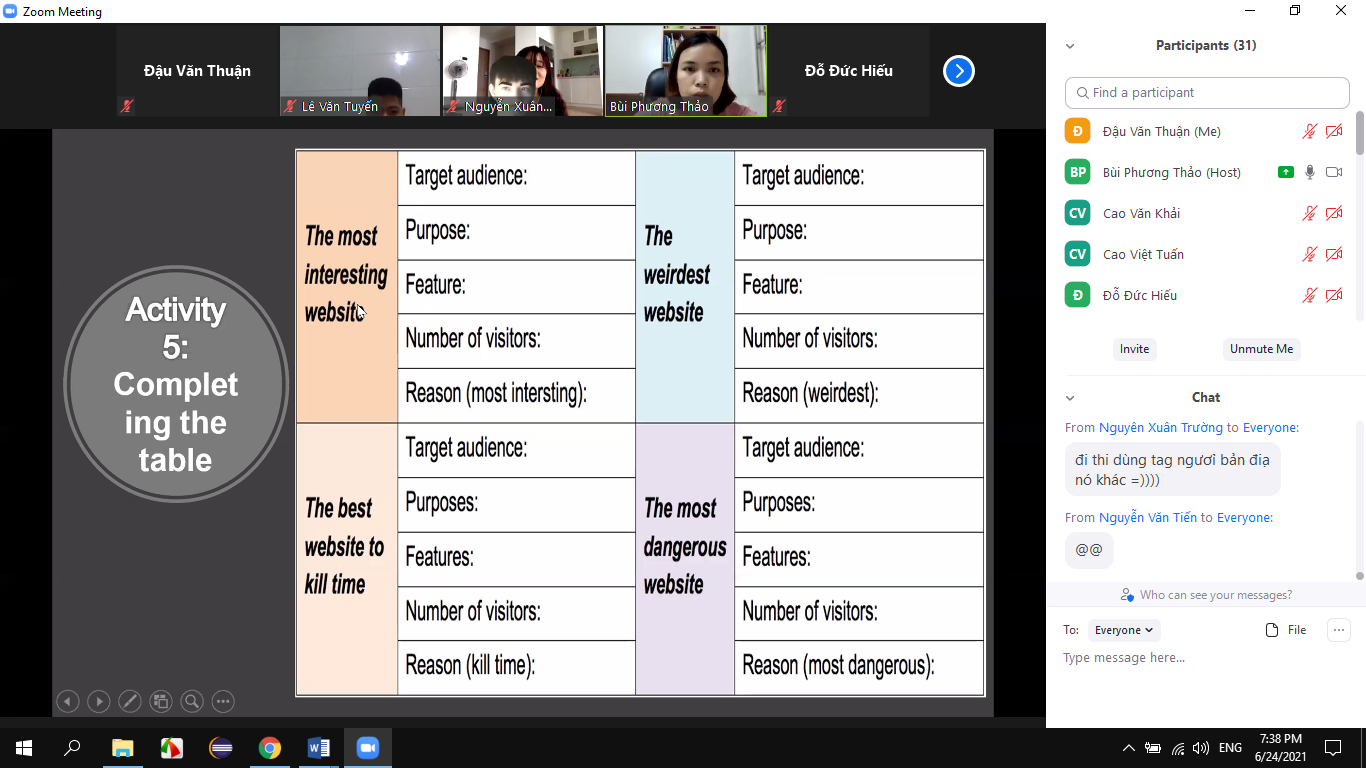 Zoom Meeting
Đậu Văn Thuận
Lê Văn Tuyến
Nguyễn Xuân...
Bùi Phương Thảo
Đỗ Đức Hiếu
Activity
5:
Complet
ing the
table
The most
interesting
website
Target audience:
Purpose:
Feature:
Number of visitors:
Reason (most intersting):
The
weirdest
website
Target audience:
Purpose:
Feature:
Number of visitors:
Reason (weirdest):
The best
website to
kill time
Target audience:
Purposes:
Features:
Number of visitors:
Reason (kill time):
The most
dangerous
website
Target audience:
Purposes:
Features:
Number of visitors:
Reason (most dangerous):
Participants (31)
Find a participant
Đ Đậu Văn Thuận (Me)
BP Bùi Phương Thảo (Host)
CV Cao Văn Khải
CV Cao Việt Tuấn
Đ Đỗ Đức Hiếu
Invite Unmute Me
Chat
From Nguyên Xuân Trường to Everyone:
đi thi dùng tag ngươì bản địa
nó khác =))))
From Nguyễn Văn Tiến to Everyone:
@@
Who can see your messages?
To: Everyone File
Type message here...
ENG
7:38 PM
6/24/2021